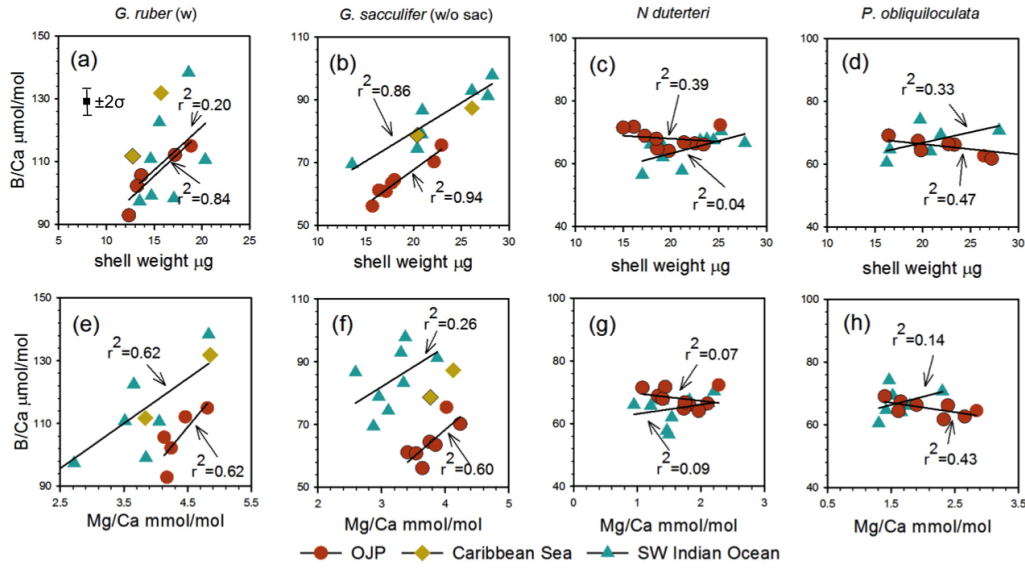 G. ruber (w)
G. sacculifer (w/o sac)
N duterteri
P. obliquiloculata
B/Ca μmol/mol
150
130
110
90
(a)
±2σ
r²=0.20
r²=0.84
5 10 15 20 25
shell weight μg
110
90
70
50
(b)
r²=0.86
r²=0.94
10 15 20 25 30
shell weight μg
100
80
60
40
(c)
r²=0.39
r²=0.04
10 15 20 25 30
shell weight μg
100
80
60
40
(d)
r²=0.33
r²=0.47
10 15 20 25 30
shell weight μg
B/Ca μmol/mol
150
130
110
90
(e)
r²=0.62
r²=0.62
2.5 3.5 4.5 5.5
Mg/Ca mmol/mol
110
90
70
50
(f)
r²=0.26
r²=0.60
2 3 4 5
Mg/Ca mmol/mol
100
80
60
40
(g)
r²=0.07
r²=0.09
0 1 2 3
Mg/Ca mmol/mol
100
80
60
40
(h)
r²=0.14
r²=0.43
0.5 1.5 2.5 3.5
Mg/Ca mmol/mol
OJP Caribbean Sea SW Indian Ocean